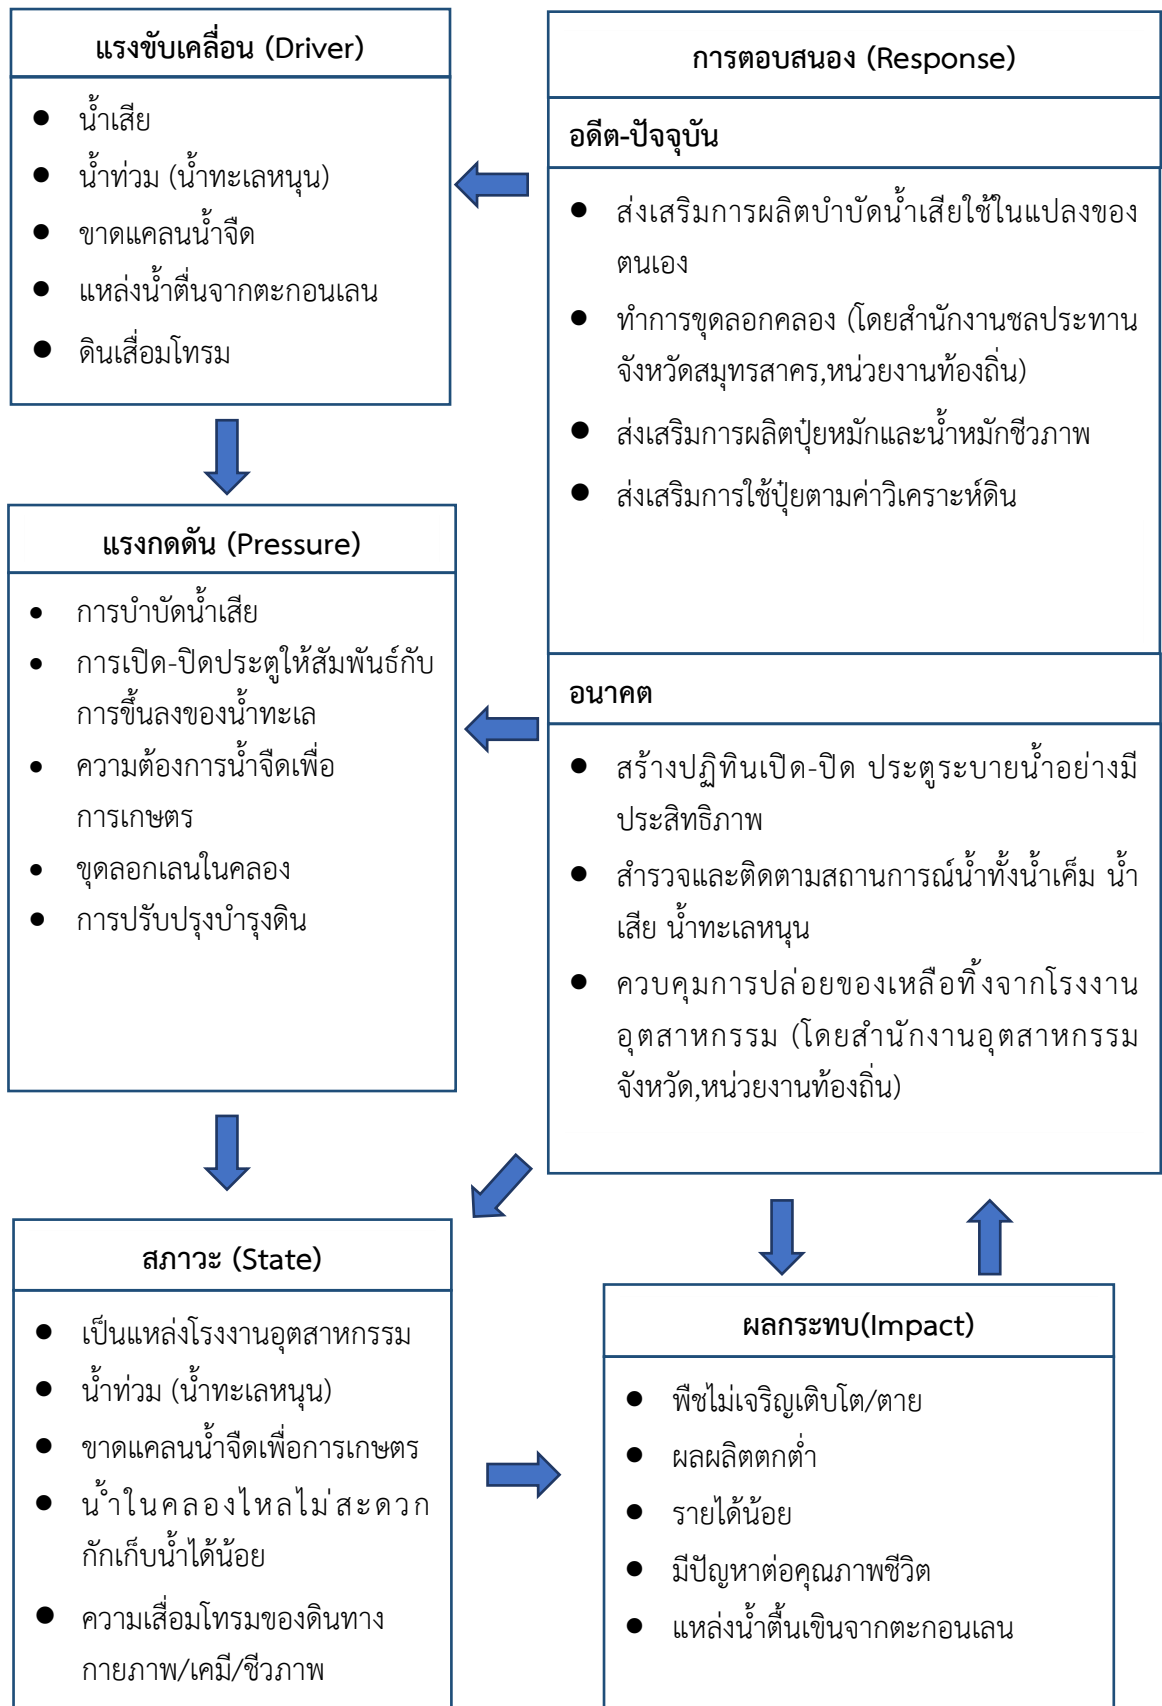 แรงขับเคลื่อน (Driver)
น้ำเสีย
น้ำท่วม (น้ำทะเลหนุน)
ขาดแคลนน้ำจืด
แหล่งน้ำตื่นจากตะกอนเลน
ดินเสื่อมโทรม
แรงกดดัน (Pressure)
การบำบัดน้ำเสีย
การเปิด-ปิดประตูให้สัมพันธ์กับ
การขึ้นลงของน้ำทะเล
ความต้องการน้ำจืดเพื่อ
การเกษตร
ขุดลอกเลนในคลอง
การปรับปรุงบำรุงดิน
สภาวะ (State)
เป็นแหล่งโรงงานอุตสาหกรรม
น้ำท่วม (น้ำทะเลหนุน)
ขาดแคลนน้ำจืดเพื่อการเกษตร
น้ำในคลองไหลไม่สะดวก
กักเก็บน้ำได้น้อย
ความเสื่อมโทรมของดินทาง
กายภาพ/เคมี/ชีวภาพ
การตอบสนอง (Response)
อดีต-ปัจจุบัน
ส่งเสริมการผลิตบำบัดน้ำเสียใช้ในแปลงของ
ตนเอง
ทำการขุดลอกคลอง (โดยสำนักงานชลประทาน
จังหวัดสมุทรสาคร,หน่วยงานท้องถิ่น)
ส่งเสริมการผลิตปุ๋ยหมักและน้ำหมักชีวภาพ
ส่งเสริมการใช้ปุ๋ยตามค่าวิเคราะห์ดิน
อนาคต
สร้างปฏิทินเปิด-ปิด ประตูระบายน้ำอย่างมี
ประสิทธิภาพ
สำรวจและติดตามสถานการณ์น้ำทั้งน้ำเค็ม น้ำ
เสีย น้ำทะเลหนุน
ควบคุมการปล่อยของเหลือทิ้งจากโรงงาน
อุตสาหกรรม (โดยสำนักงานอุตสาหกรรม
จังหวัด,หน่วยงานท้องถิ่น)
ผลกระทบ(Impact)
พืชไม่เจริญเติบโต/ตาย
ผลผลิตตกต่ำ
รายได้น้อย
มีปัญหาต่อคุณภาพชีวิต
แหล่งน้ำตื้นเขินจากตะกอนเลน